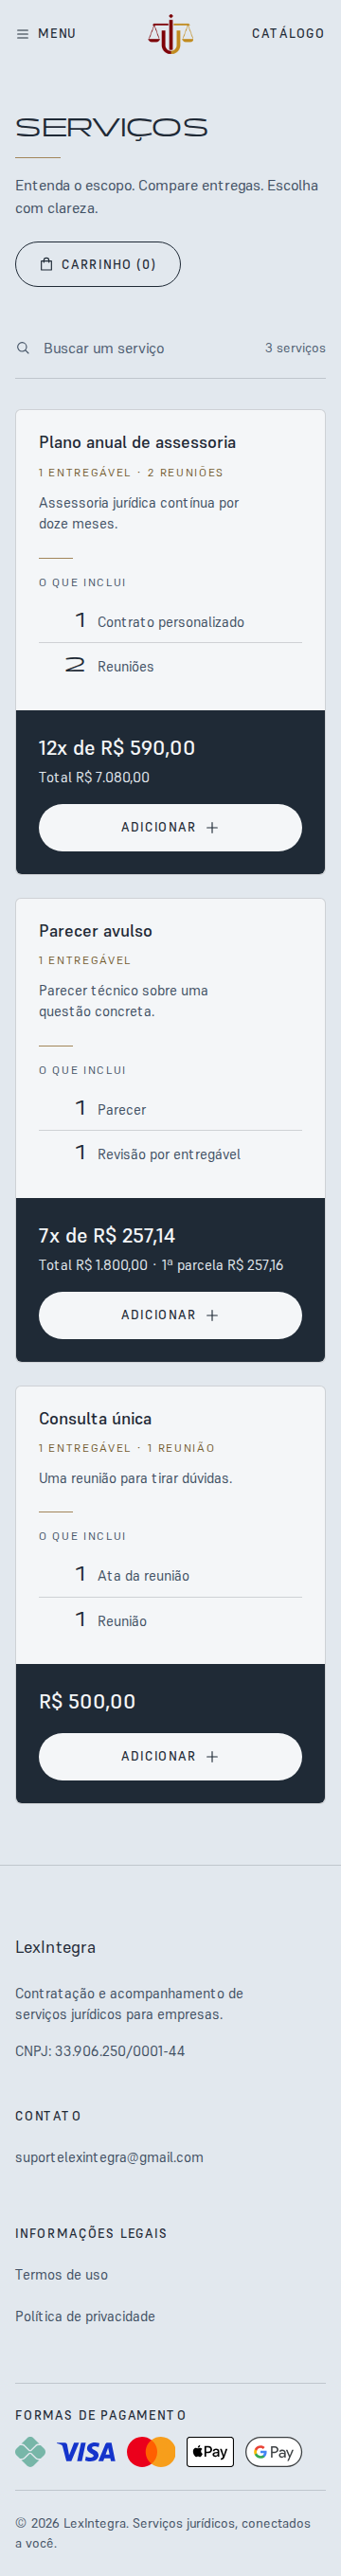 MENU
CATÁLOGO
SERVIÇOS
Entenda o escopo. Compare entregas. Escolha
com clareza.
CARRINHO (0)
Buscar um serviço
3 serviços
Plano anual de assessoria
1 ENTREGÁVEL · 2 REUNIÕES
Assessoria jurídica contínua por
doze meses.
O QUE INCLUI
1 Contrato personalizado
2 Reuniões
12x de R$ 590,00
Total R$ 7.080,00
ADICIONAR
Parecer avulso
1 ENTREGÁVEL
Parecer técnico sobre uma
questão concreta.
O QUE INCLUI
1 Parecer
1 Revisão por entregável
7x de R$ 257,14
Total R$ 1.800,00 · 1ª parcela R$ 257,16
ADICIONAR
Consulta única
1 ENTREGÁVEL · 1 REUNIÃO
Uma reunião para tirar dúvidas.
O QUE INCLUI
1 Ata da reunião
1 Reunião
R$ 500,00
ADICIONAR
LexIntegra
Contratação e acompanhamento de
serviços jurídicos para empresas.
CNPJ: 33.906.250/0001-44
CONTATO
suportelexintegra@gmail.com
INFORMAÇÕES LEGAIS
Termos de uso
Política de privacidade
FORMAS DE PAGAMENTO
VISA
Pay
G Pay
© 2026 LexIntegra. Serviços jurídicos, conectados
a você.